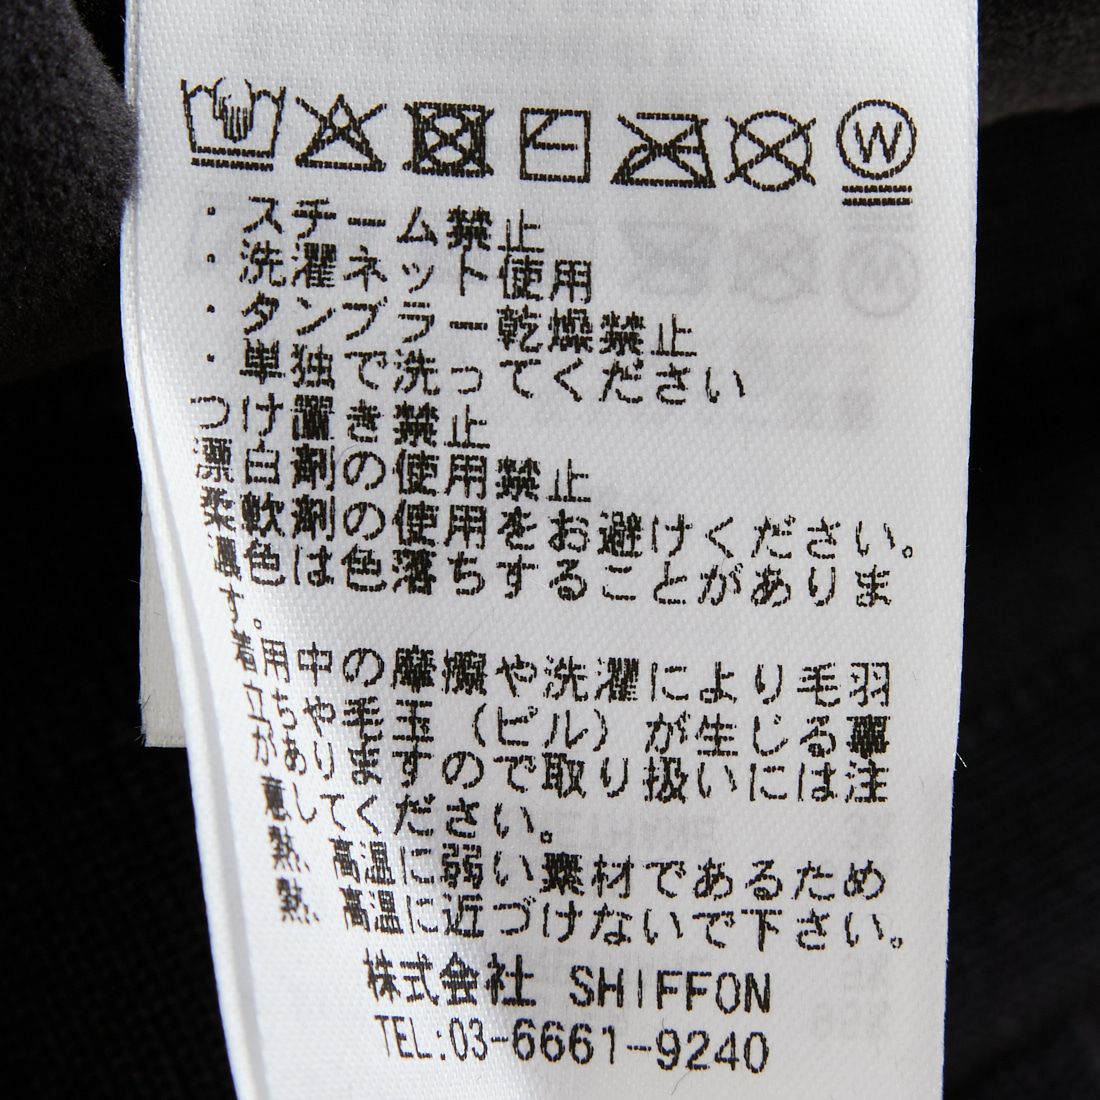 W
・スチーム禁止
・洗濯ネット使用
・タンブラー乾燥禁止
・単独で洗って​ください
つけ置き禁止
漂白剤の使用禁止
柔軟剤の使用をお避けください。
濃色は色落ちすることがありま
す。
着用中の摩擦や洗濯により毛羽
立ちや毛玉（ピル）が生じる事
がありますので取り扱いには注
意してください。
熱、高温に弱い素材であるため
熱、高温に近づけないで下さい。
株式会社 SHIFFON
TEL:03-6661-9240